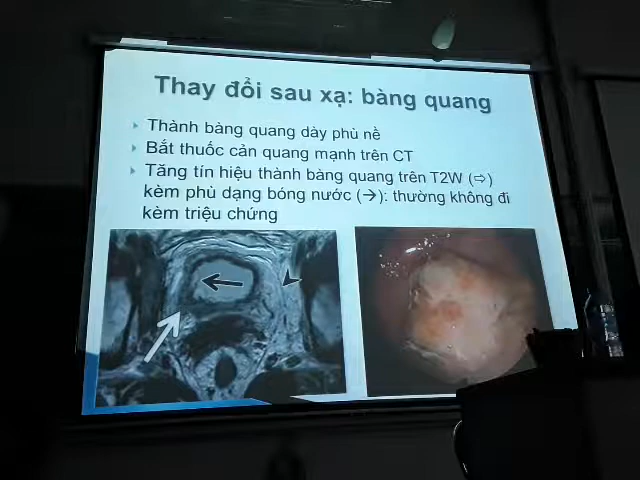 Thay đổi sau xạ: bàng quang
Thành bàng quang dày phù nề
Bắt thuốc cản quang mạnh trên CT
Tăng tín hiệu thành bàng quang trên T2W (⇨)
kèm phù dạng bóng nước (→): thường không đi
kèm triệu chứng